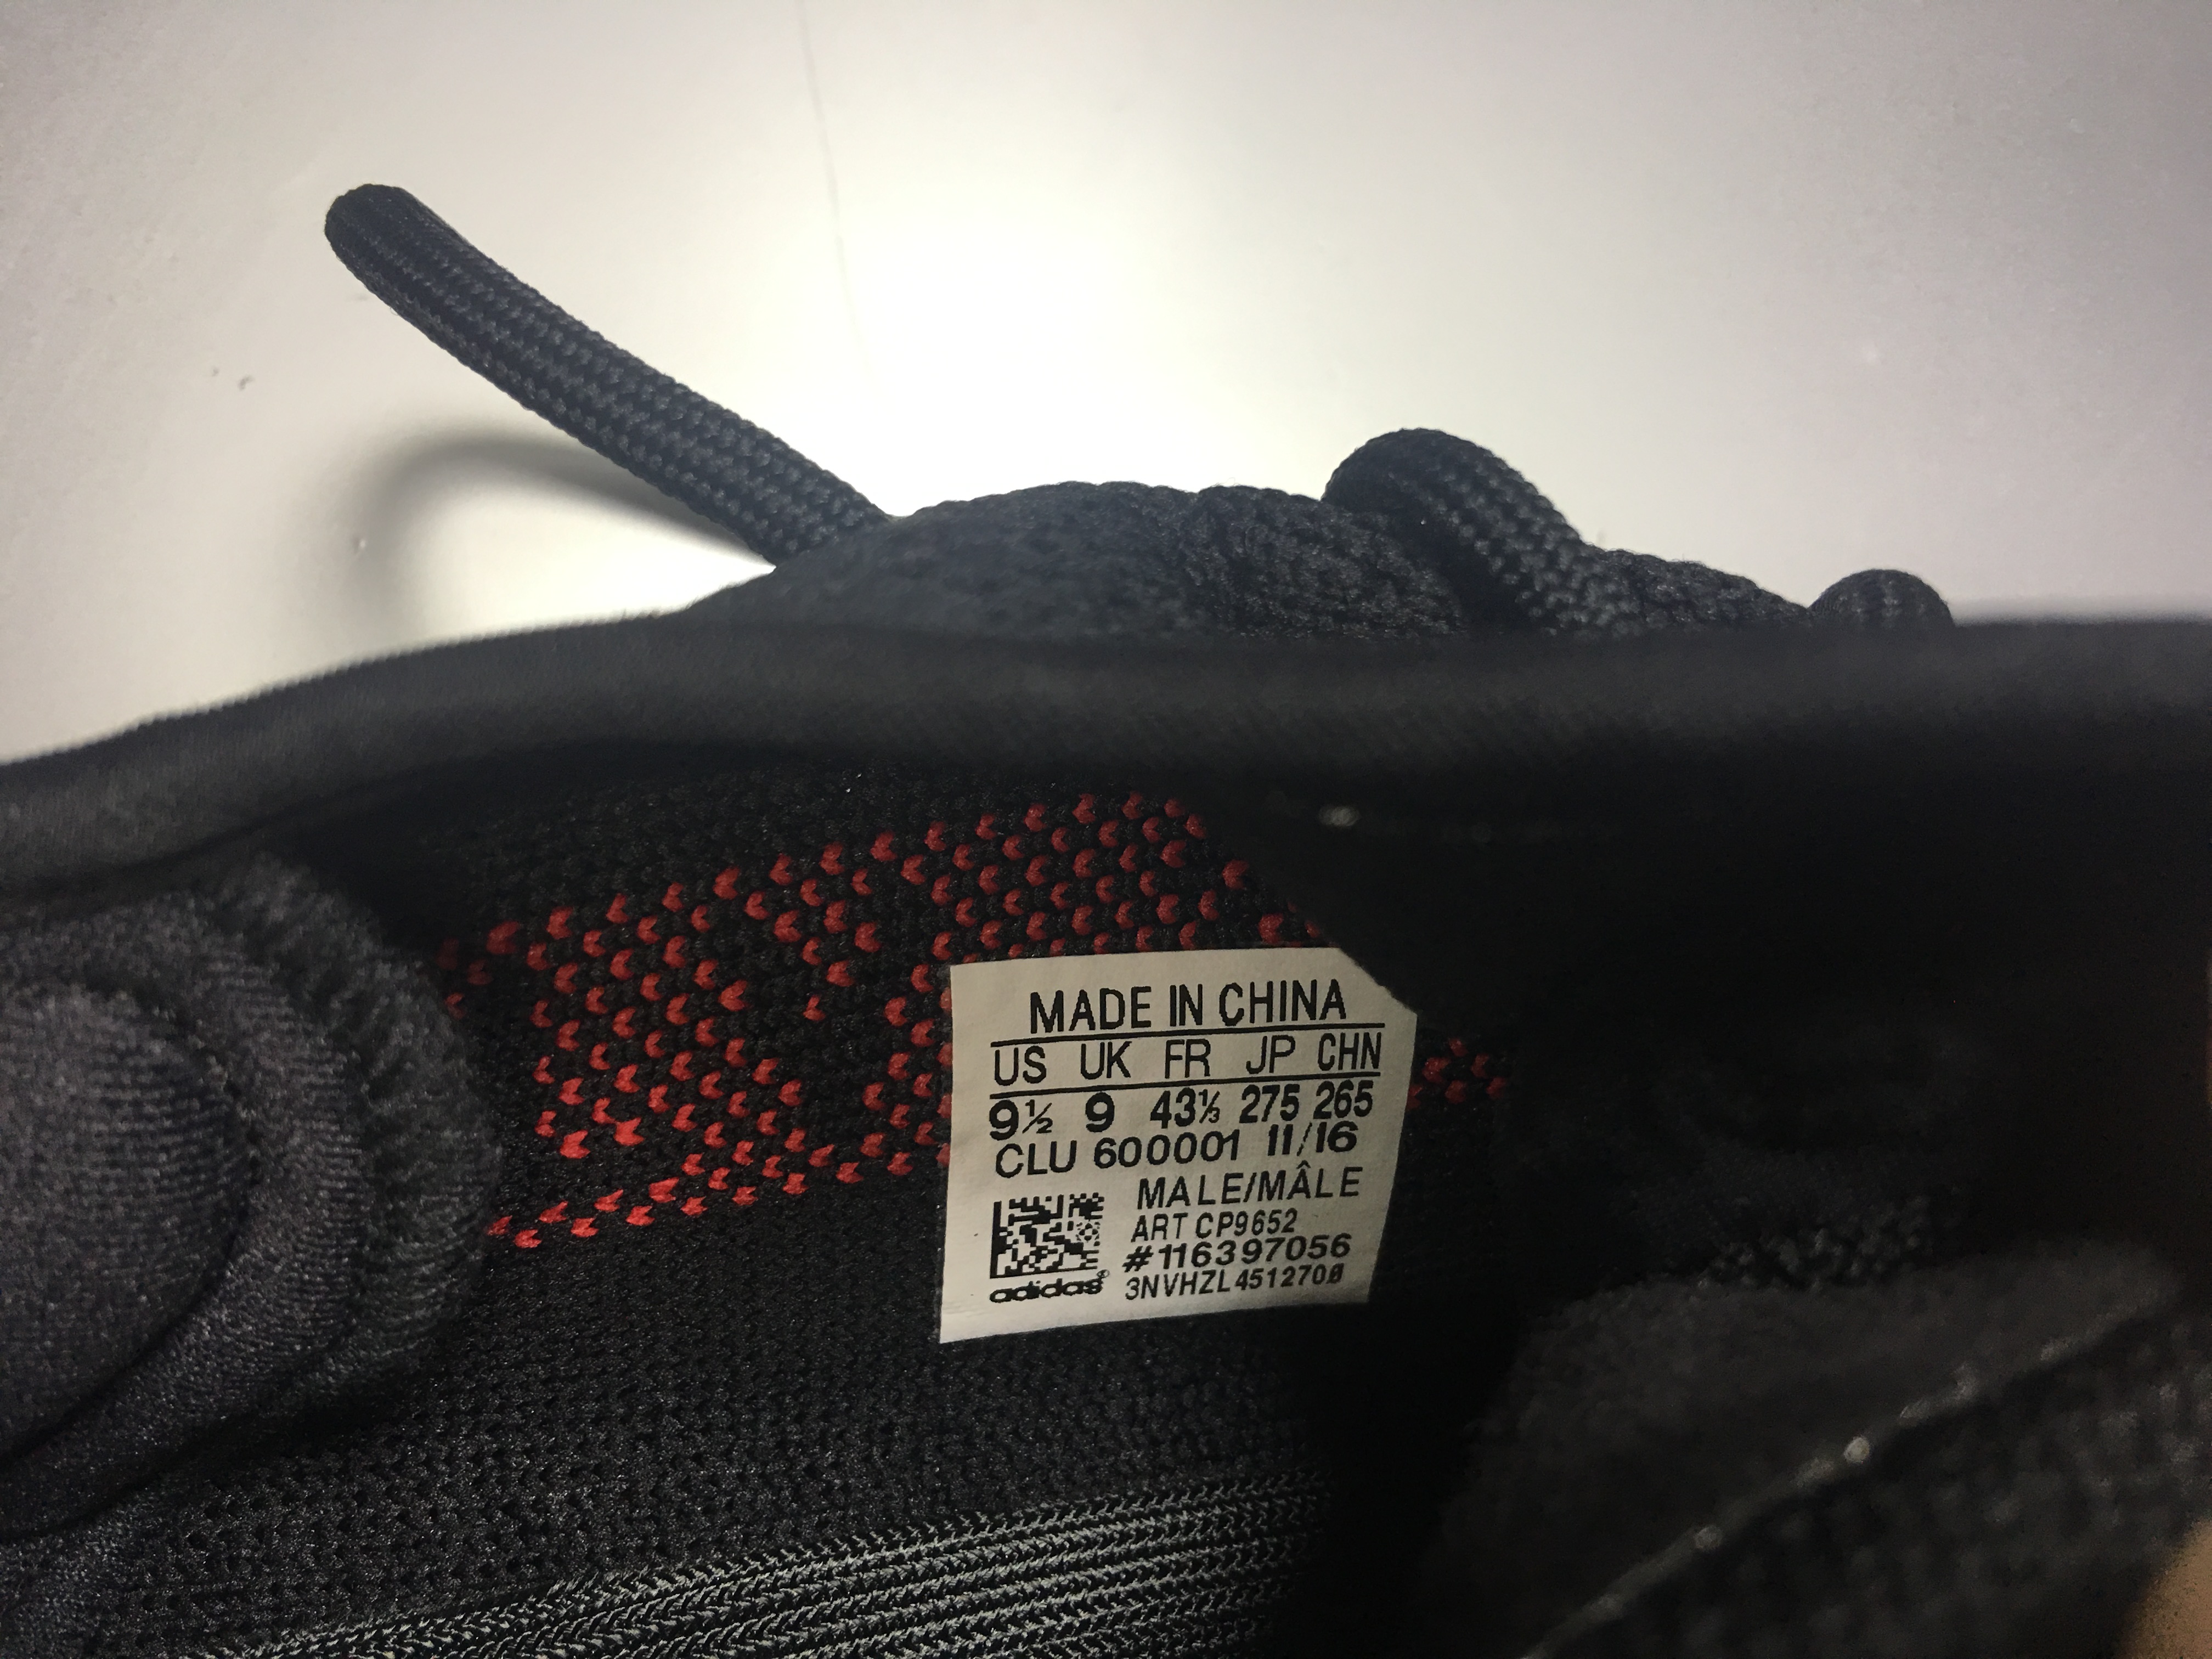 MADE IN CHINA
US UK FR JP CHN
9½ 9 43⅓ 275 265
CLU 600001 11/16
MALE/MÂLE
ART CP9652
#116397056
adidas® 3NVHZL4512700